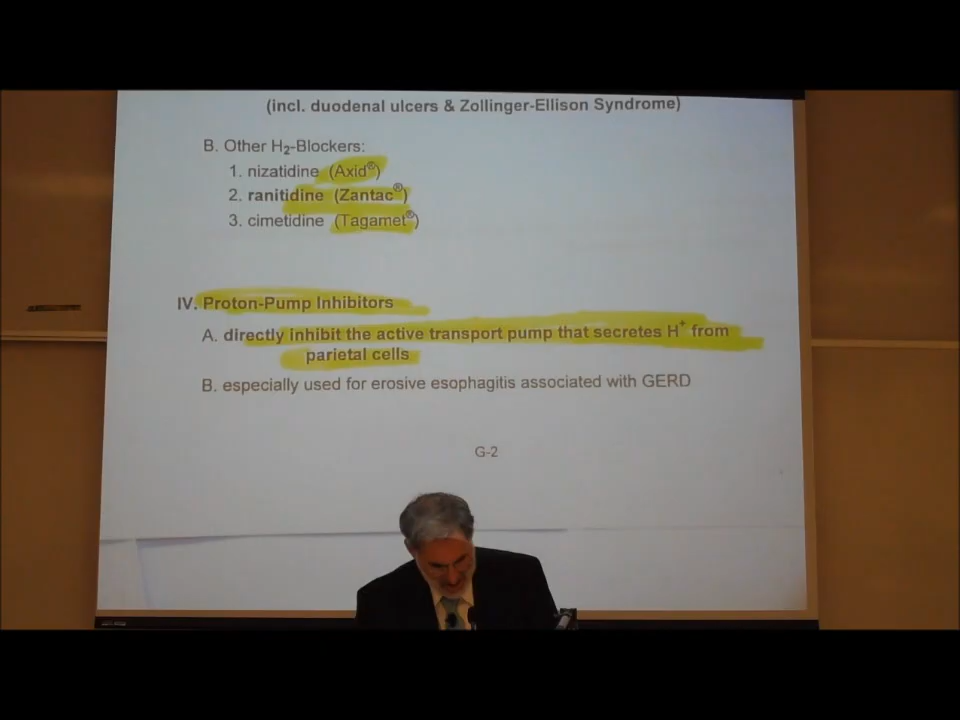 (incl. duodenal ulcers & Zollinger-Ellison Syndrome)
B. Other H₂-Blockers:
1. nizatidine (Axid®)
2. ranitidine (Zantac®)
3. cimetidine (Tagamet®)
IV. Proton-Pump Inhibitors
A. directly inhibit the active transport pump that secretes H⁺ from
parietal cells
B. especially used for erosive esophagitis associated with GERD
G-2